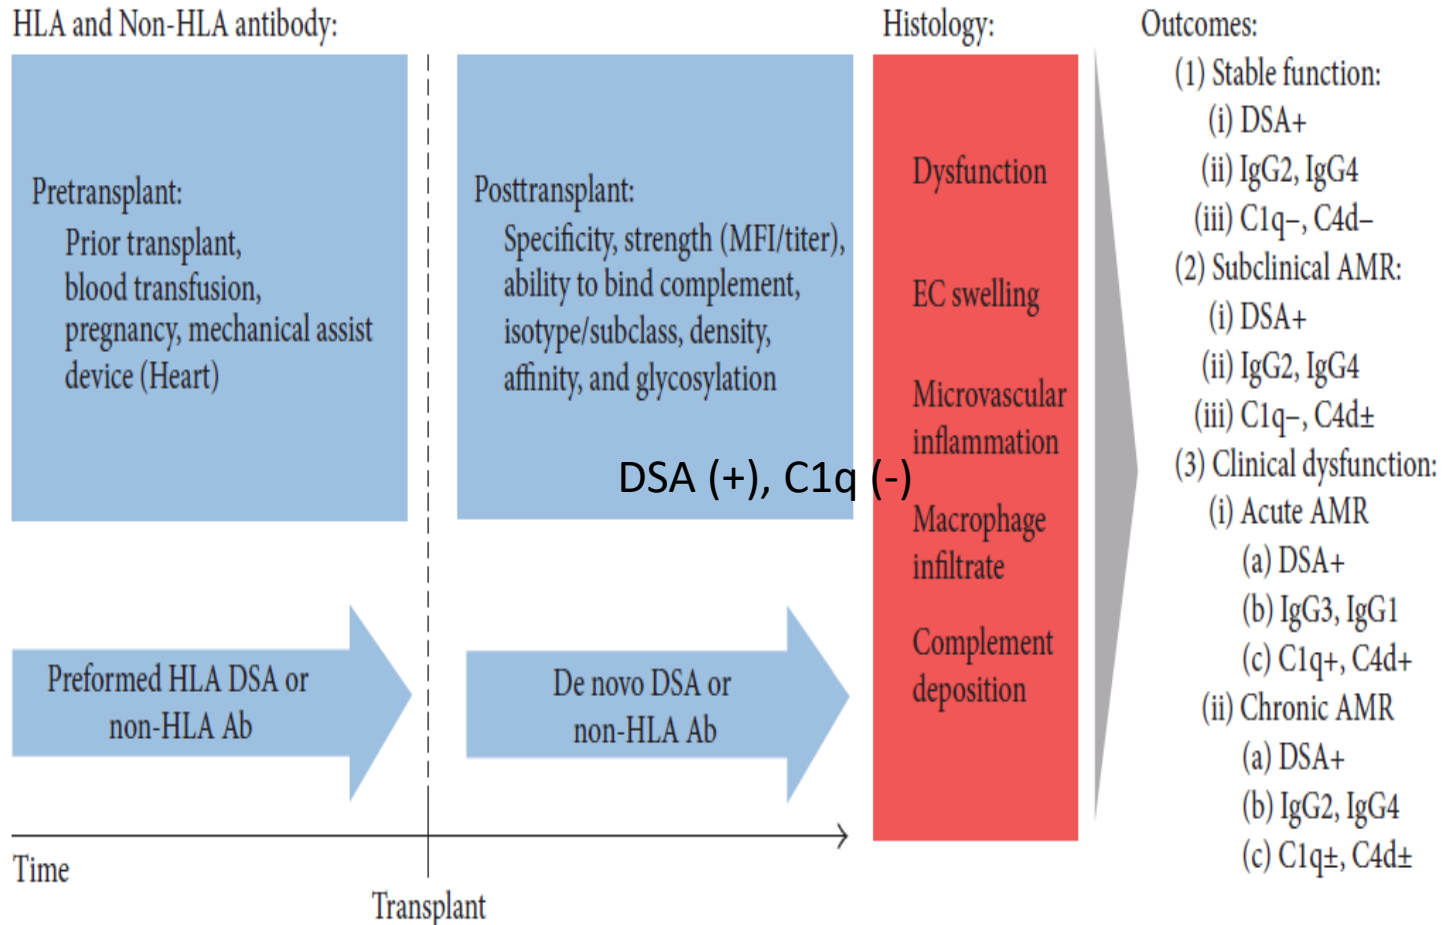 HLA and Non-HLA antibody:
Pretransplant:
Prior transplant,
blood transfusion,
pregnancy, mechanical assist
device (Heart)
Preformed HLA DSA or
non-HLA Ab
Posttransplant:
Specificity, strength (MFI/titer),
ability to bind complement,
isotype/subclass, density,
affinity, and glycosylation
DSA (+), C1q (-)
De novo DSA or
non-HLA Ab
Time
Transplant
Histology:
Dysfunction
EC swelling
Microvascular
inflammation
Macrophage
infiltrate
Complement
deposition
Outcomes:
(1) Stable function:
(i) DSA+
(ii) IgG2, IgG4
(iii) C1q−, C4d−
(2) Subclinical AMR:
(i) DSA+
(ii) IgG2, IgG4
(iii) C1q−, C4d±
(3) Clinical dysfunction:
(i) Acute AMR
(a) DSA+
(b) IgG3, IgG1
(c) C1q+, C4d+
(ii) Chronic AMR
(a) DSA+
(b) IgG2, IgG4
(c) C1q±, C4d±